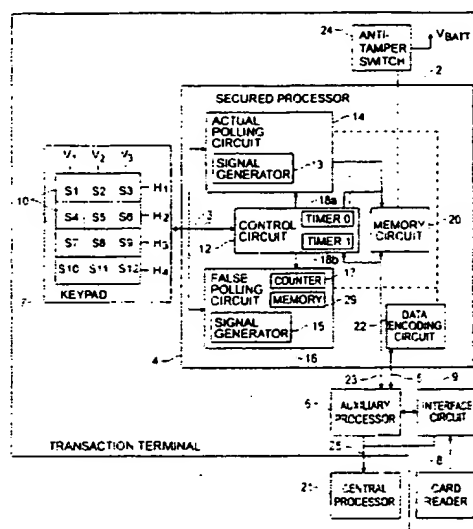 24
ANTI-TAMPER SWITCH
VBATT
2
SECURED PROCESSOR
14
ACTUAL POLLING CIRCUIT
SIGNAL GENERATOR
13
V1 V2 V3
10
S1 S2 S3 H1
S4 S5 S6 H2
S7 S8 S9 H3
S10 S11 S12 H4
KEYPAD
18a
CONTROL CIRCUIT
TIMER 0
TIMER 1
12
18b
MEMORY CIRCUIT
20
FALSE POLLING CIRCUIT
COUNTER
17
MEMORY
29
SIGNAL GENERATOR
15
22
DATA ENCODING CIRCUIT
4
16
23
5
9
6
AUXILIARY PROCESSOR
INTERFACE CIRCUIT
TRANSACTION TERMINAL
25
8
CENTRAL PROCESSOR
CARD READER